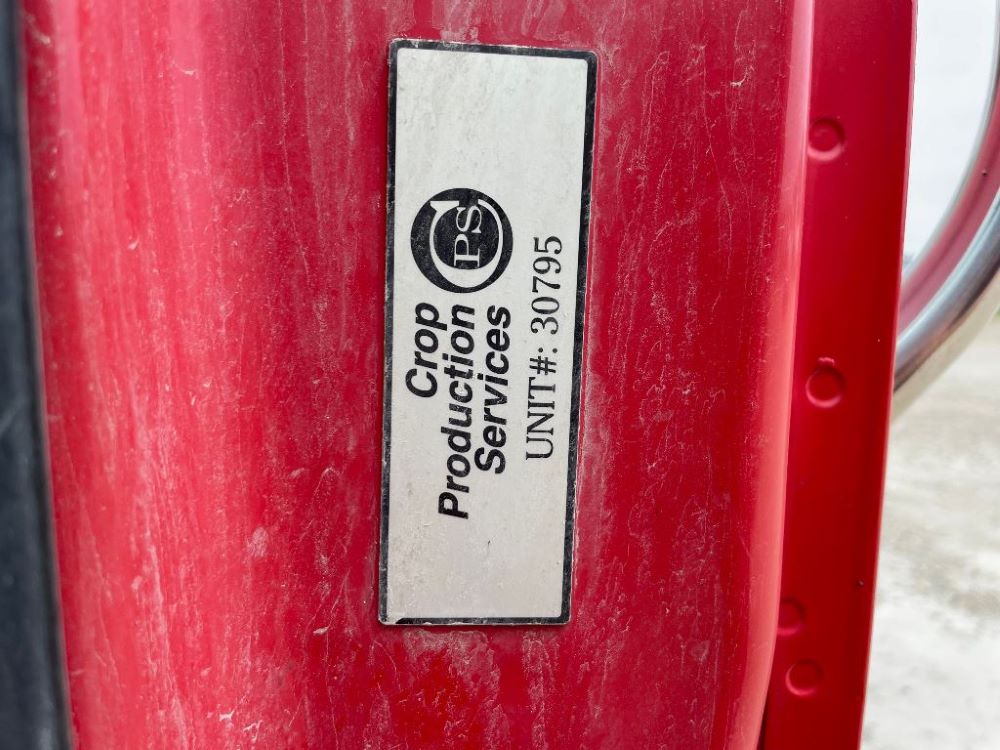 Crop
Production
Services
CPS
UNIT#: 30795